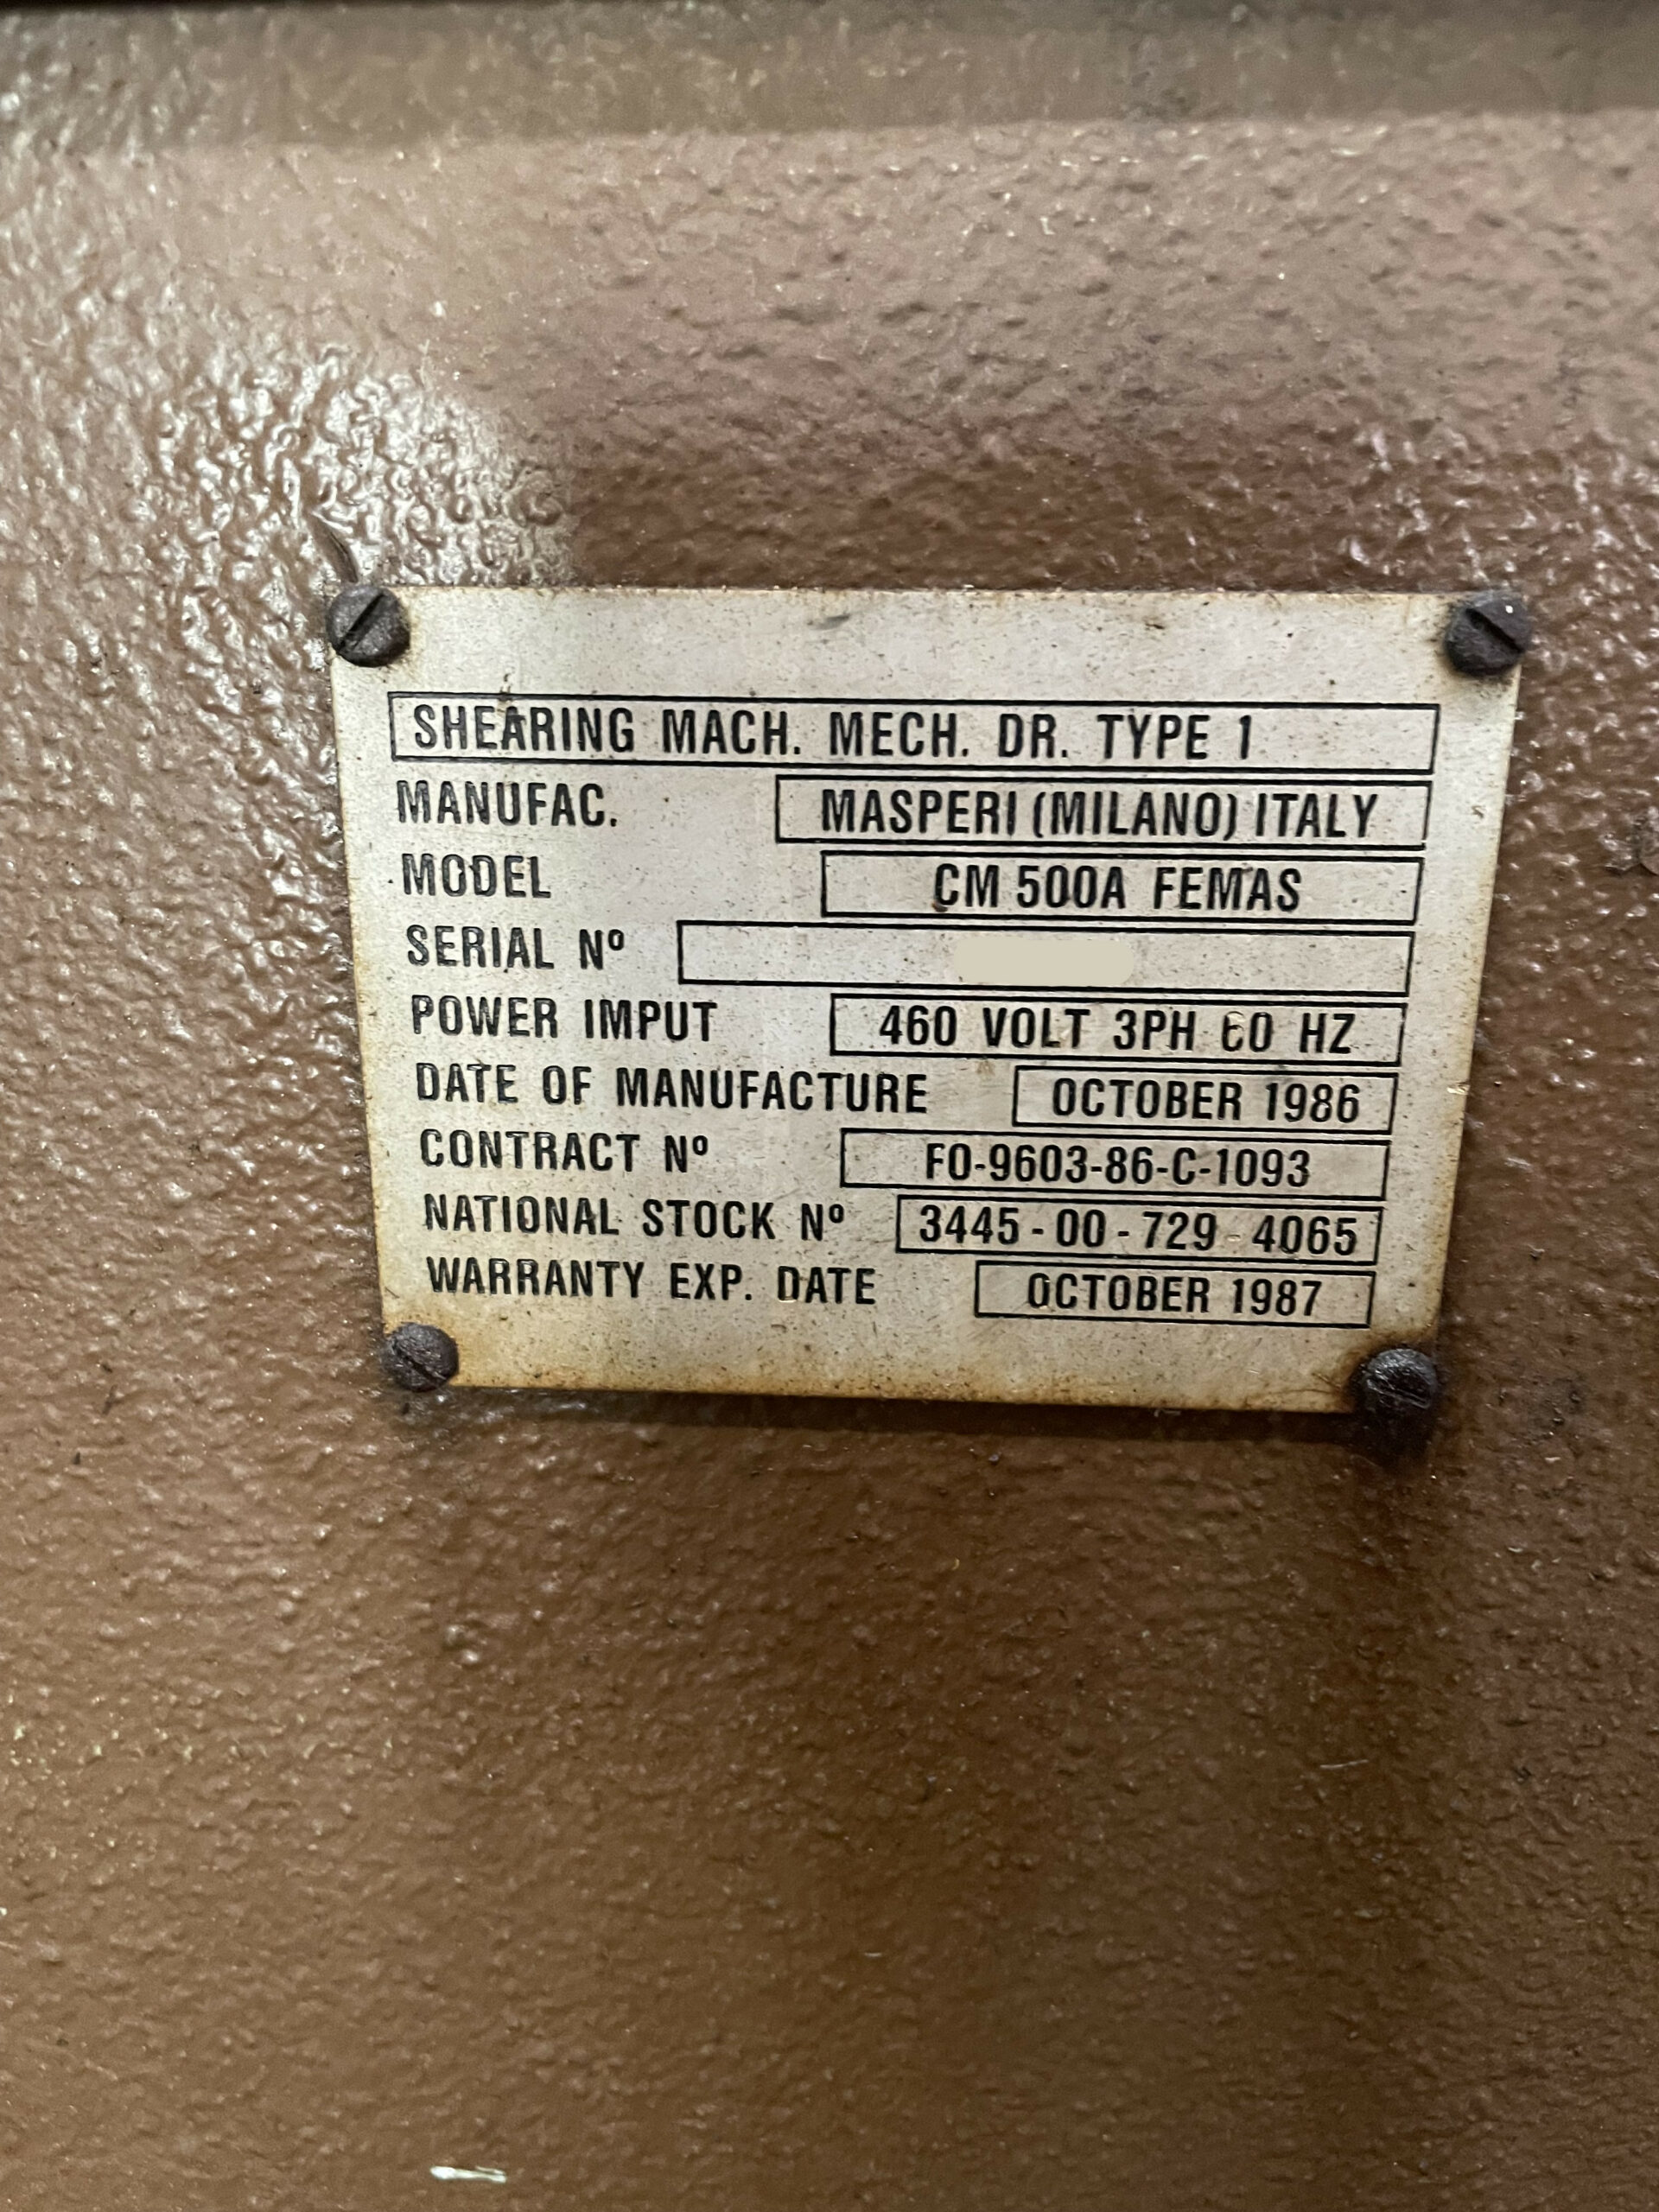 SHEARING MACH. MECH. DR. TYPE 1
MANUFAC. MASPERI (MILANO) ITALY
MODEL CM 500A FEMAS
SERIAL Nº
POWER IMPUT 460 VOLT 3PH 60 HZ
DATE OF MANUFACTURE OCTOBER 1986
CONTRACT Nº F0-9603-86-C-1093
NATIONAL STOCK Nº 3445-00-729-4065
WARRANTY EXP. DATE OCTOBER 1987